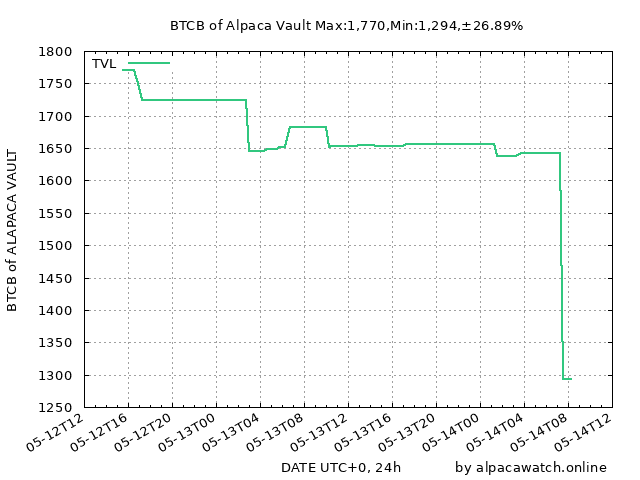 BTCB of Alpaca Vault Max:1,770,Min:1,294,±26.89%
TVL
1800
1750
1700
1650
1600
1550
1500
1450
1400
1350
1300
1250
BTCB of ALAPACA VAULT
05-12T12
05-12T16
05-12T20
05-13T00
05-13T04
05-13T08
05-13T12
05-13T16
05-13T20
05-14T00
05-14T04
05-14T08
05-14T12
DATE UTC+0, 24h
by alpacawatch.online